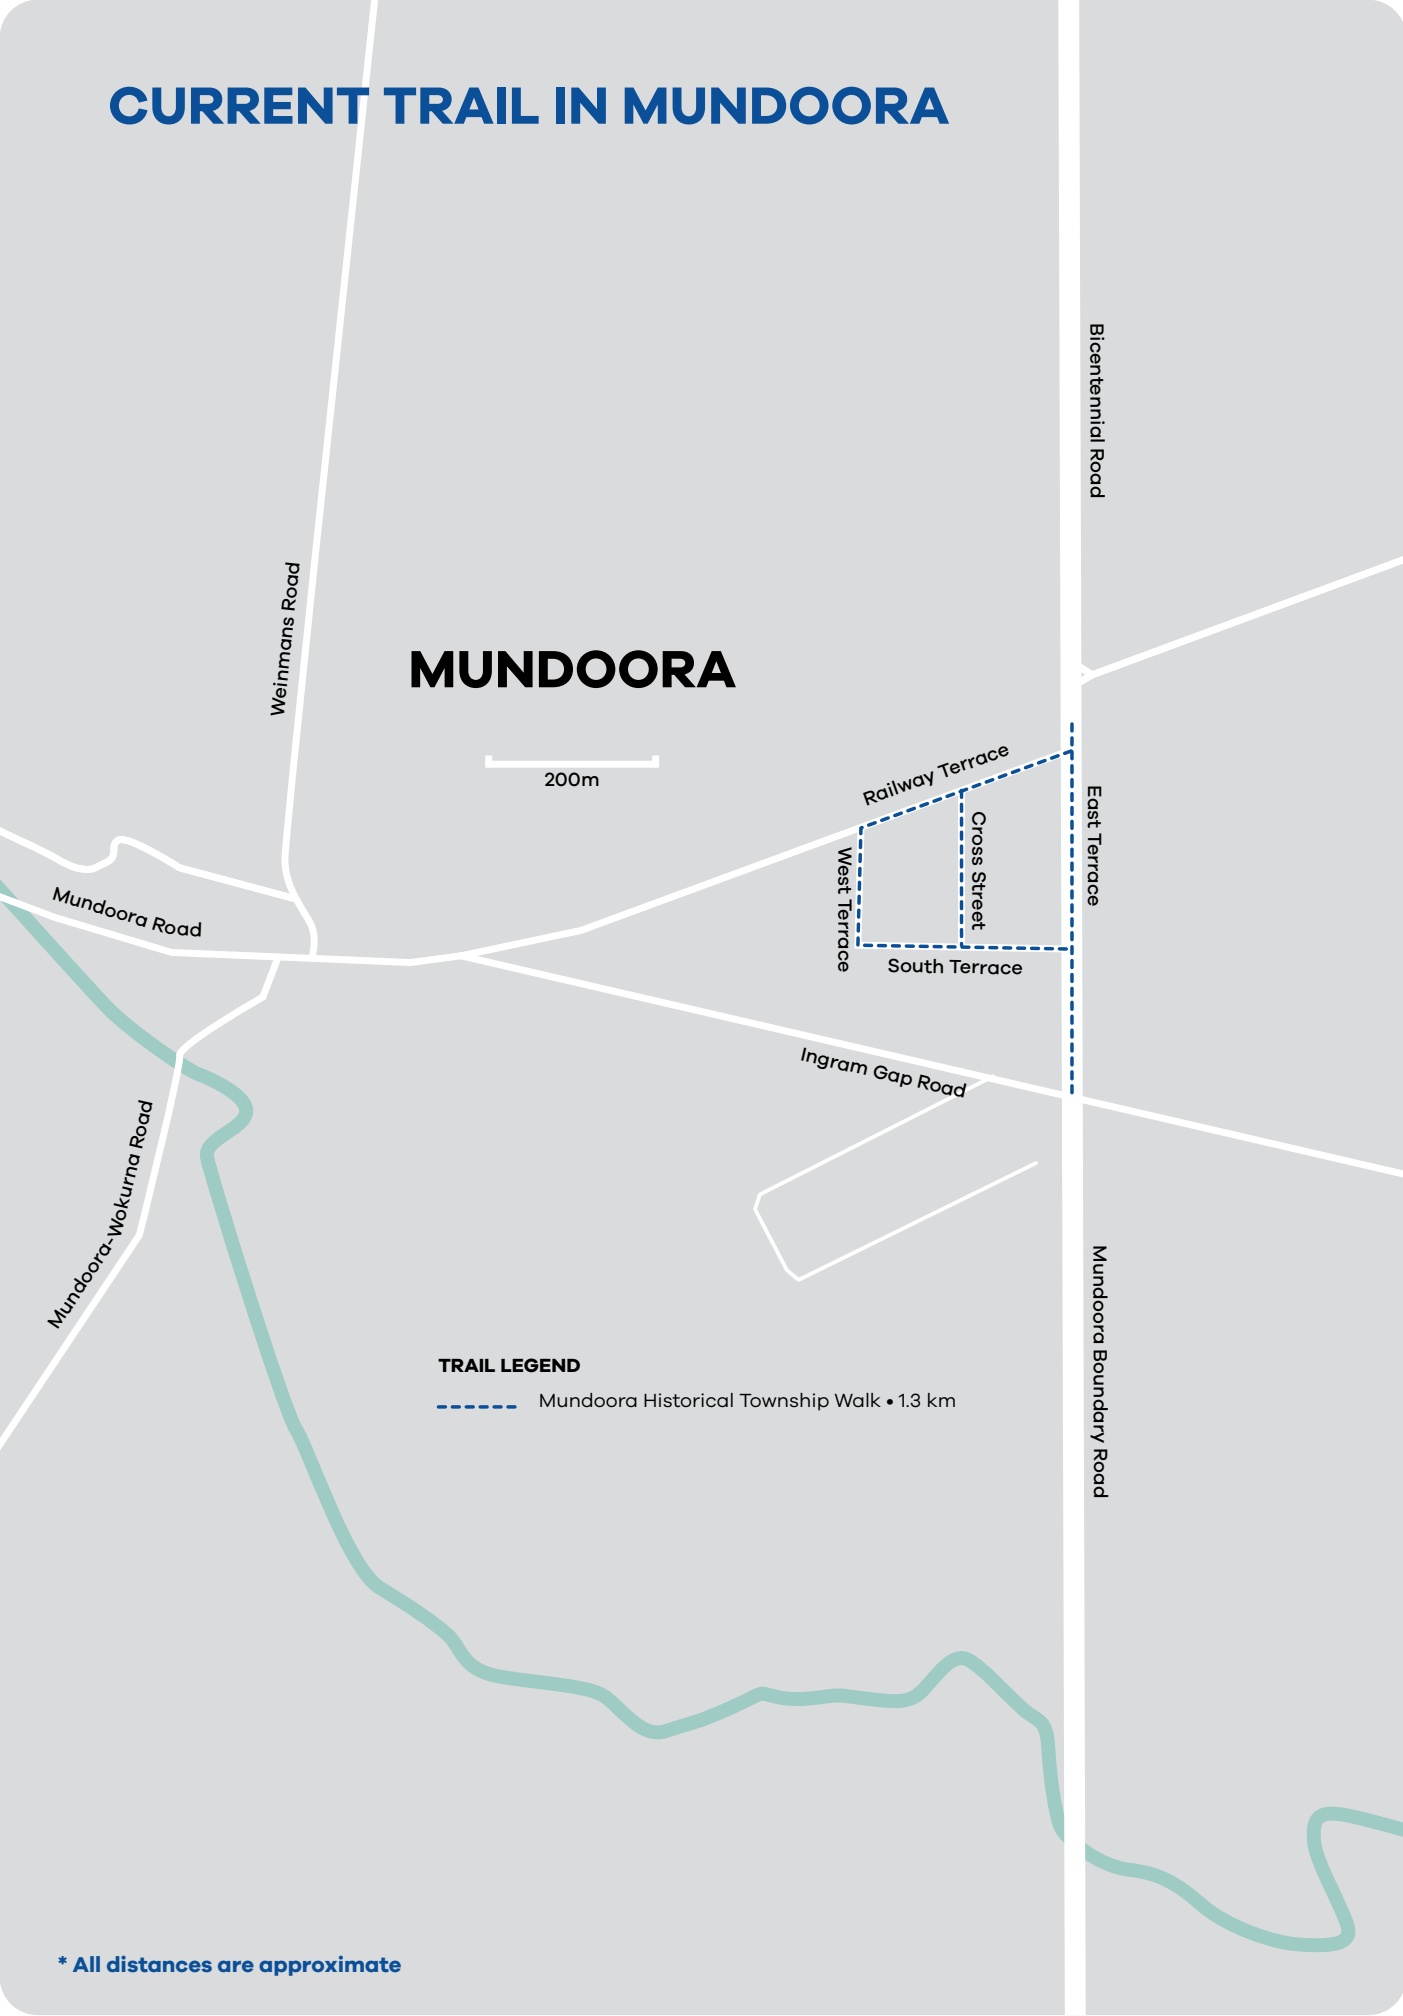 CURRENT TRAIL IN MUNDOORA
Bicentennial Road
Weinmans Road
MUNDOORA
200m
Railway Terrace
East Terrace
Cross Street
West Terrace
Mundoora Road
South Terrace
Ingram Gap Road
Mundoora-Wokurna Road
Mundoora Boundary Road
TRAIL LEGEND
Mundoora Historical Township Walk • 1.3 km
* All distances are approximate